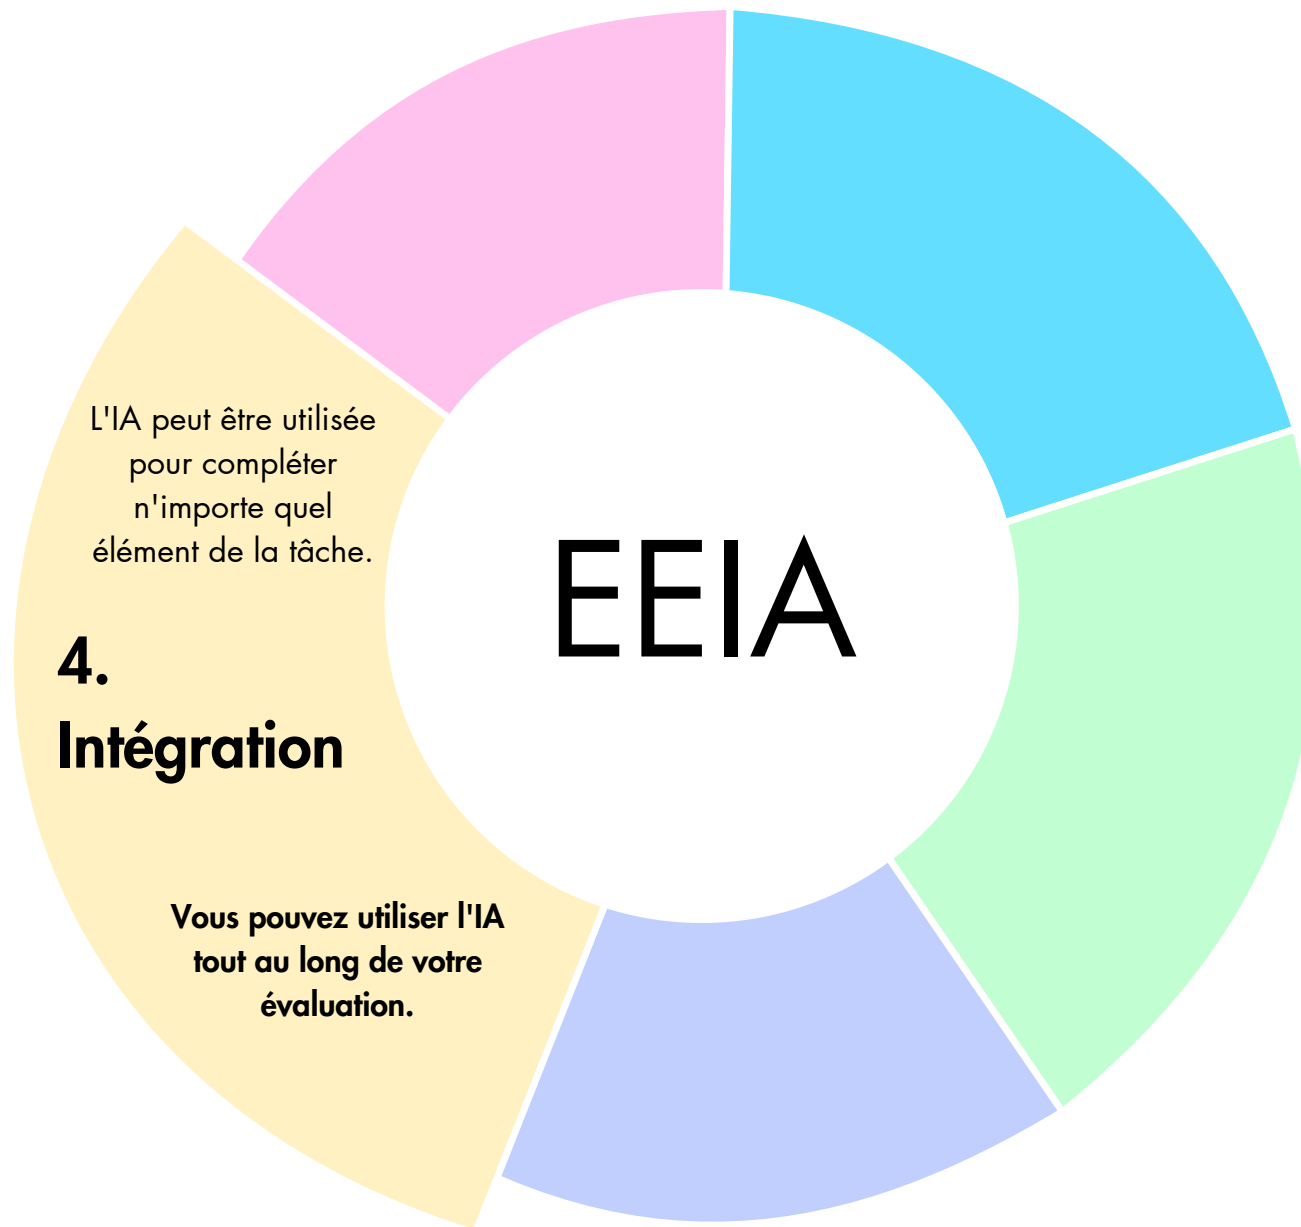 L'IA peut être utilisée
pour compléter
n'importe quel
élément de la tâche.
EEIA
4.
Intégration
Vous pouvez utiliser l'IA
tout au long de votre
évaluation.